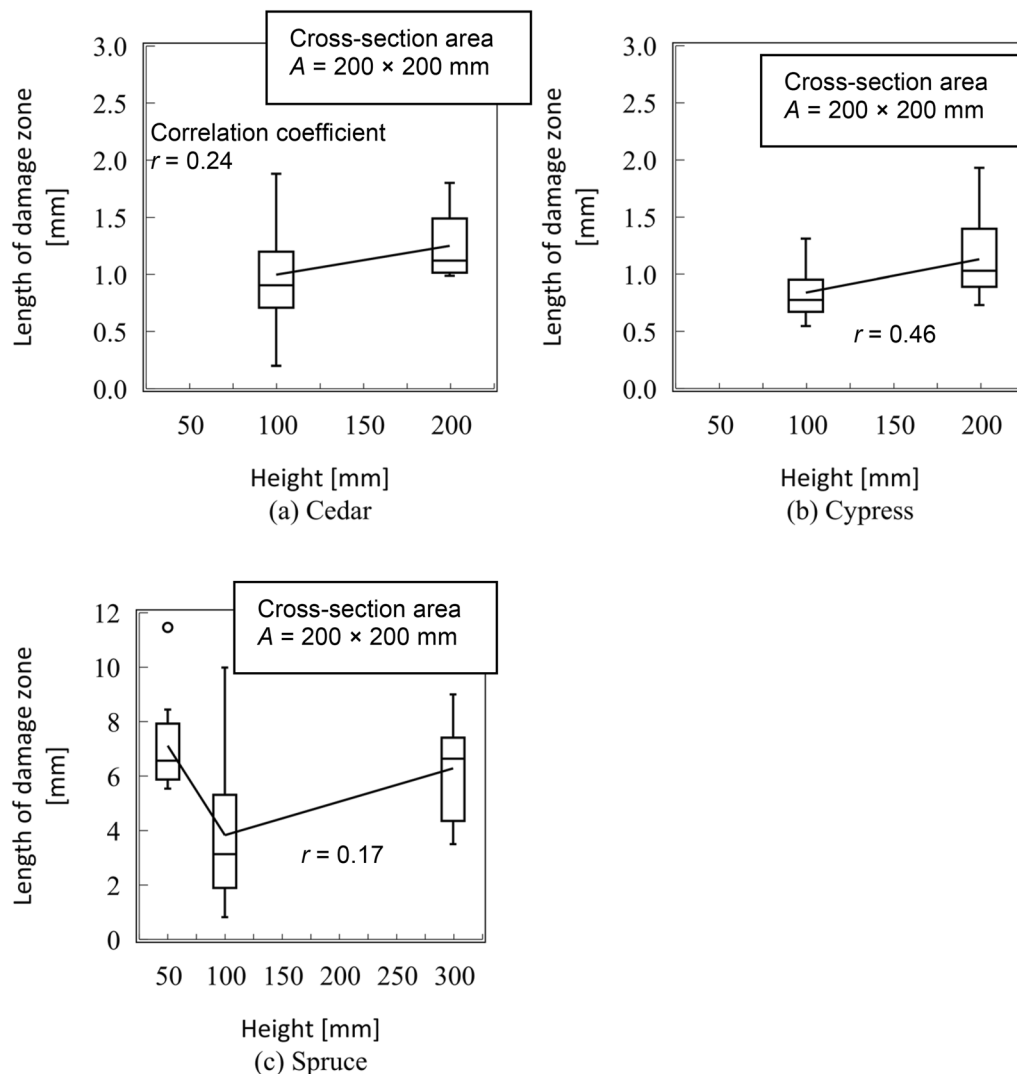 Cross-section area
A = 200 × 200 mm
3.0
2.5
2.0
1.5
1.0
0.5
0.0
Length of damage zone
[mm]
Correlation coefficient
r = 0.24
50 100 150 200
Height [mm]
(a) Cedar
Cross-section area
A = 200 × 200 mm
3.0
2.5
2.0
1.5
1.0
0.5
0.0
Length of damage zone
[mm]
r = 0.46
50 100 150 200
Height [mm]
(b) Cypress
Cross-section area
A = 200 × 200 mm
12
10
8
6
4
2
0
Length of damage zone
[mm]
r = 0.17
50 100 150 200 250 300
Height [mm]
(c) Spruce